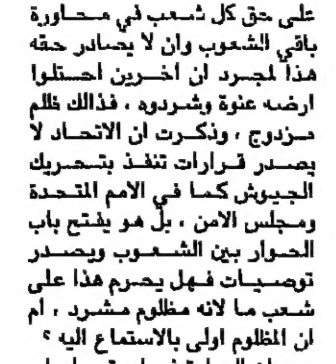 على حق كل شعب في محاورة
باقي الشعوب وان لا يصادر حقه
هذا لمجرد ان اخرين احتلوا
ارضه عنوة وشردوه ، فذالك ظلم
مزدوج ، وذكرت ان الاتحاد لا
يصدر قرارات تنفذ بتحريك
الجيوش كما في الامم المتحدة
ومجلس الامن ، بل هو يفتح باب
الحوار بين الشعوب ويصدر
توصيات فهل يحرم هذا على
شعب ما لانه مظلوم مشرد ، ام
ان المظلوم اولى بالاستماع اليه ؟